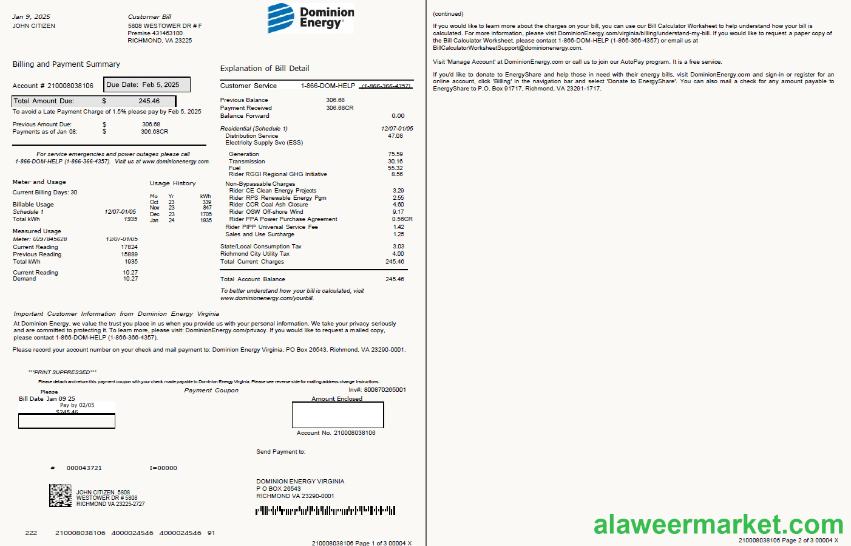 Jan 9, 2025
JOHN CITIZEN
Customer Bill
5808 WESTOWER DR # F
Premise 431463100
RICHMOND, VA 23225
Dominion
Energy®
Billing and Payment Summary
Account # 210008038106
Due Date: Feb 5, 2025
Total Amount Due: $ 245.46
To avoid a Late Payment Charge of 1.5% please pay by Feb 5, 2025
Previous Amount Due: $ 306.68
Payments as of Jan 08: $ 306.68CR
For service emergencies and power outages please call
1-866-DOM-HELP (1-866-366-4357). Visit us at www.dominionenergy.com
Meter and Usage
Current Billing Days: 30
Billable Usage
Schedule 1 12/07-01/05
Total kWh 1935
Measured Usage
Meter: 0297845628 12/07-01/05
Current Reading 17824
Previous Reading 15889
Total kWh 1935
Current Reading 10.27
Demand 10.27
Usage History
Mo Yr kWh
Oct 23 339
Nov 23 847
Dec 23 1706
Jan 24 1935
Explanation of Bill Detail
Customer Service 1-866-DOM-HELP (1-866-366-4357)
Previous Balance 306.68
Payment Received 306.68CR
Balance Forward 0.00
Residential (Schedule 1) 12/07-01/05
Distribution Service 47.08
Electricity Supply Svc (ESS)
Generation 75.59
Transmission 30.16
Fuel 55.32
Rider RGGI Regional GHG Initiative 8.56
Non-Bypassable Charges
Rider CE Clean Energy Projects 3.29
Rider RPS Renewable Energy Pgm 2.55
Rider CCR Coal Ash Closure 4.60
Rider OSW Off-shore Wind 9.17
Rider PPA Power Purchase Agreement 0.56CR
Rider PIPP Universal Service Fee 1.42
Sales and Use Surcharge 1.25
State/Local Consumption Tax 3.03
Richmond City Utility Tax 4.00
Total Current Charges 245.46
Total Account Balance 245.46
To better understand how your bill is calculated, visit
www.dominionenergy.com/yourbill.
Important Customer Information from Dominion Energy Virginia
At Dominion Energy, we value the trust you place in us when you provide us with your personal information. We take your privacy seriously
and are committed to protecting it. To learn more, please visit: DominionEnergy.com/privacy. If you would like to request a mailed copy,
please contact 1-866-DOM-HELP (1-866-366-4357).
Please record your account number on your check and mail payment to: Dominion Energy Virginia, PO Box 26543, Richmond, VA 23290-0001.
***PRINT SUPPRESSED***
Please detach and return this payment coupon with your check made payable to Dominion Energy Virginia. Please see reverse side for mailing address change instructions.
Please
Bill Date Jan 09 25
Pay by 02/05
$245.46
Payment Coupon
Inv#: 800870265001
Amount Enclosed
Account No. 210008038106
Send Payment to:
# 000043721 I=00000
JOHN CITIZEN 5808
WESTOWER DR # 5808
RICHMOND VA 23225-2727
DOMINION ENERGY VIRGINIA
P O BOX 26543
RICHMOND VA 23290-0001
222 210008038106 4000024546 4000024546 91
210008038106 Page 1 of 3 00004 X
(continued)
If you would like to learn more about the charges on your bill, you can use our Bill Calculator Worksheet to help understand how your bill is
calculated. For more information, please visit DominionEnergy.com/virginia/billing/understand-my-bill. If you would like to request a paper copy of
the Bill Calculator Worksheet, please contact 1-866-DOM-HELP (1-866-366-4357) or email us at
BillCalculatorWorksheetSupport@dominionenergy.com.
Visit 'Manage Account' at DominionEnergy.com or call us to join our AutoPay program. It is a free service.
If you'd like to donate to EnergyShare and help those in need with their energy bills, visit DominionEnergy.com and sign-in or register for an
online account, click 'Billing' in the navigation bar and select 'Donate to EnergyShare'. You can also mail a check for any amount payable to
EnergyShare to P.O. Box 91717, Richmond, VA 23291-1717.
alaweermarket.com
210008038106 Page 2 of 3 00004 X